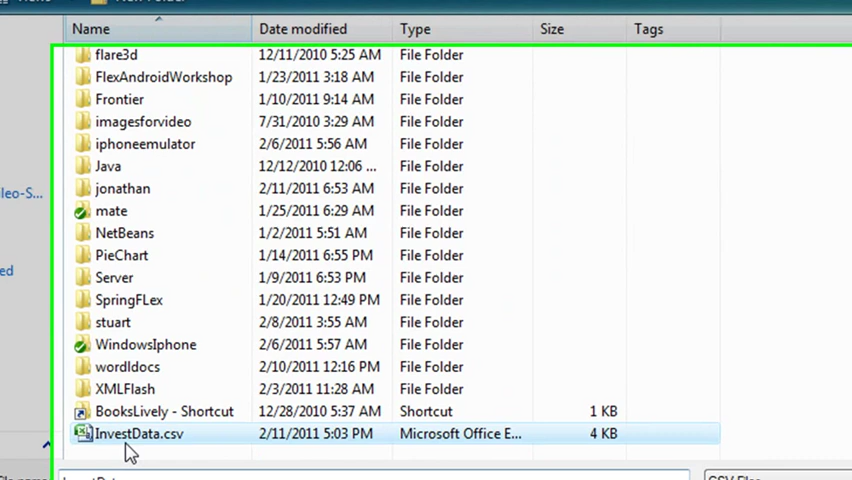 New Folder
Name Date modified Type Size Tags
flare3d 12/11/2010 5:25 AM File Folder
FlexAndroidWorkshop 1/23/2011 3:18 AM File Folder
Frontier 1/10/2011 9:14 AM File Folder
imagesforvideo 7/31/2010 3:29 AM File Folder
iphoneemulator 2/6/2011 5:56 AM File Folder
Java 12/12/2010 12:06 ... File Folder
jonathan 2/11/2011 6:53 AM File Folder
leo-S...
mate 1/25/2011 6:29 AM File Folder
NetBeans 1/2/2011 5:51 AM File Folder
PieChart 1/14/2011 6:55 PM File Folder
ed
Server 1/9/2011 6:53 PM File Folder
SpringFLex 1/20/2011 12:49 PM File Folder
stuart 2/8/2011 3:55 AM File Folder
WindowsIphone 2/6/2011 5:57 AM File Folder
wordldocs 2/10/2011 12:16 PM File Folder
XMLFlash 2/3/2011 11:28 AM File Folder
BooksLively - Shortcut 12/28/2010 5:37 AM Shortcut 1 KB
InvestData.csv 2/11/2011 5:03 PM Microsoft Office E... 4 KB